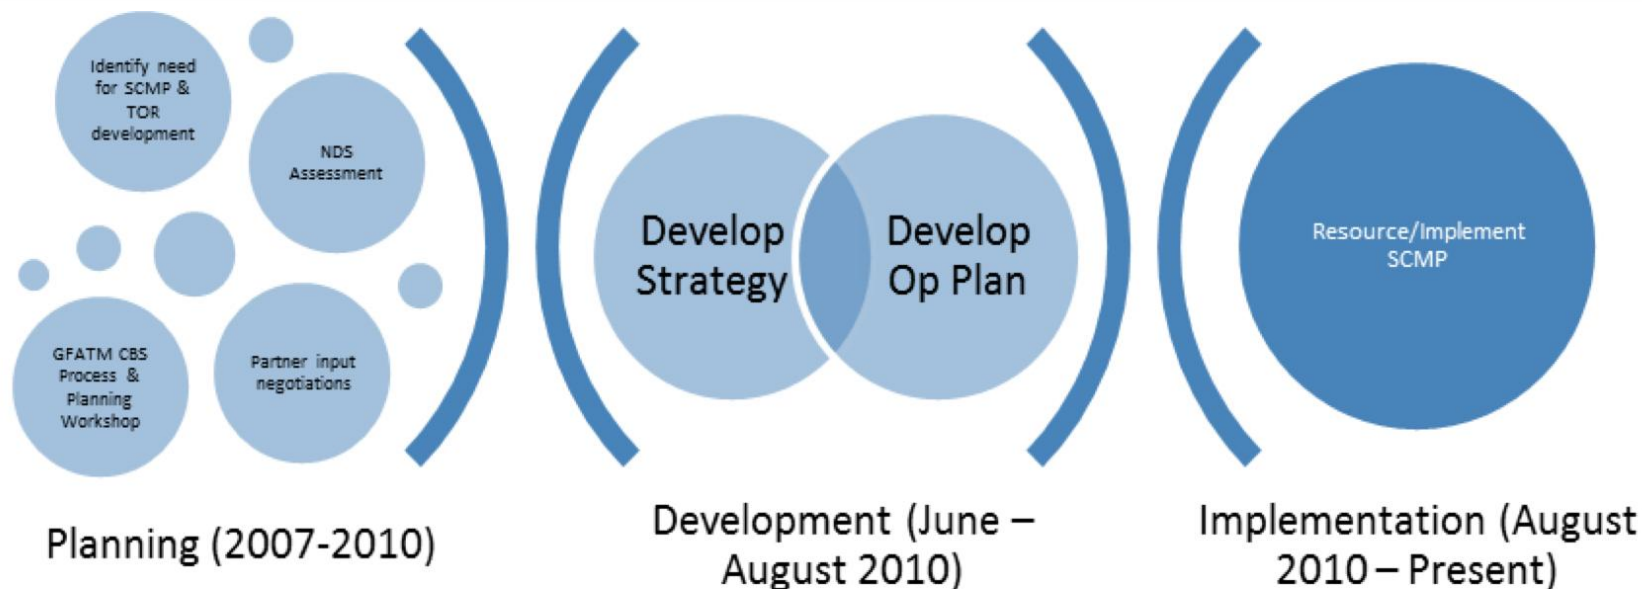 Identify need
for SCMP &
TOR
development
NDS
Assessment
GFATM CBS
Process &
Planning
Workshop
Partner input
negotiations
Planning (2007-2010)
Develop
Strategy
Develop
Op Plan
Development (June –
August 2010)
Resource/Implement
SCMP
Implementation (August
2010 – Present)